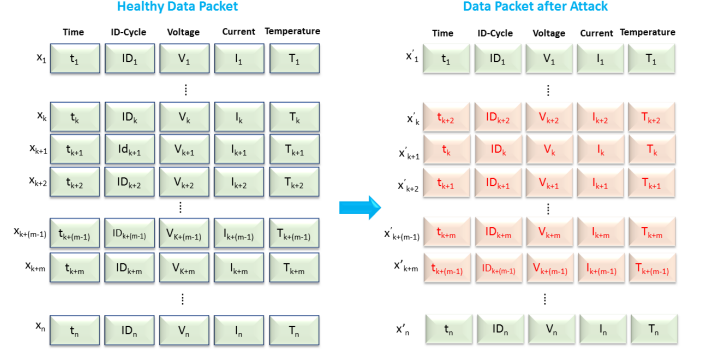 Healthy Data Packet
Time ID-Cycle Voltage Current Temperature
x₁ t₁ ID₁ V₁ I₁ T₁
⋮
xₖ tₖ IDₖ Vₖ Iₖ Tₖ
xₖ₊₁ tₖ₊₁ Idₖ₊₁ Vₖ₊₁ Iₖ₊₁ Tₖ₊₁
xₖ₊₂ tₖ₊₂ IDₖ₊₂ Vₖ₊₂ Iₖ₊₂ Tₖ₊₂
⋮
xₖ₊₍ₘ₋₁₎ tₖ₊₍ₘ₋₁₎ IDₖ₊₍ₘ₋₁₎ V_K₊₍ₘ₋₁₎ Iₖ₊₍ₘ₋₁₎ Tₖ₊₍ₘ₋₁₎
xₖ₊ₘ tₖ₊ₘ IDₖ₊ₘ V_K₊ₘ Iₖ₊ₘ Tₖ₊ₘ
⋮
xₙ tₙ IDₙ Vₙ Iₙ Tₙ
Data Packet after Attack
Time ID-Cycle Voltage Current Temperature
x′₁ t₁ ID₁ V₁ I₁ T₁
⋮
x′ₖ tₖ₊₂ IDₖ₊₂ Vₖ₊₂ Iₖ₊₂ Tₖ₊₂
x′ₖ₊₁ tₖ IDₖ Vₖ Iₖ Tₖ
x′ₖ₊₂ tₖ₊₁ IDₖ₊₁ Vₖ₊₁ Iₖ₊₁ Tₖ₊₁
⋮
x′ₖ₊₍ₘ₋₁₎ tₖ₊ₘ IDₖ₊ₘ Vₖ₊ₘ Iₖ₊ₘ Tₖ₊ₘ
x′ₖ₊ₘ tₖ₊₍ₘ₋₁₎ IDₖ₊₍ₘ₋₁₎ Vₖ₊₍ₘ₋₁₎ Iₖ₊₍ₘ₋₁₎ Tₖ₊₍ₘ₋₁₎
⋮
x′ₙ tₙ IDₙ Vₙ Iₙ Tₙ